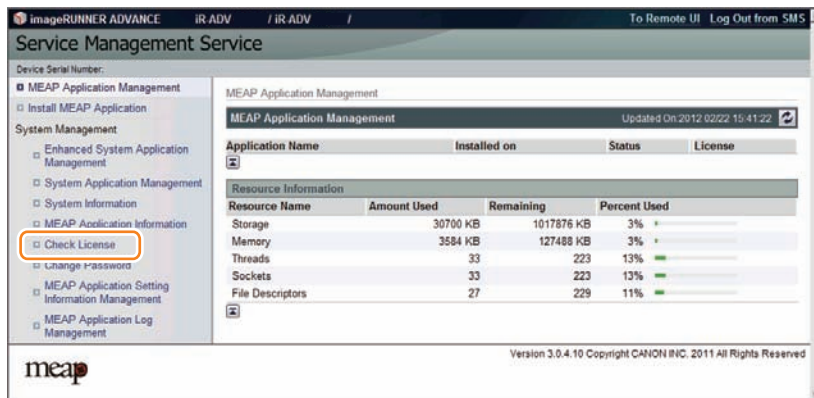 imageRUNNER ADVANCE iR ADV / iR ADV / To Remote UI Log Out from SMS
Service Management Service
Device Serial Number:
MEAP Application Management
Install MEAP Application
System Management
Enhanced System Application
Management
System Application Management
System Information
MEAP Application Information
Check License
Change Password
MEAP Application Setting
Information Management
MEAP Application Log
Management
MEAP Application Management
MEAP Application Management Updated On:2012 02/22 15:41:22
Application Name Installed on Status License
Resource Information
Resource Name Amount Used Remaining Percent Used
Storage 30700 KB 1017876 KB 3%
Memory 3584 KB 127488 KB 3%
Threads 33 223 13%
Sockets 33 223 13%
File Descriptors 27 229 11%
meap
Version 3.0.4.10 Copyright CANON INC. 2011 All Rights Reserved